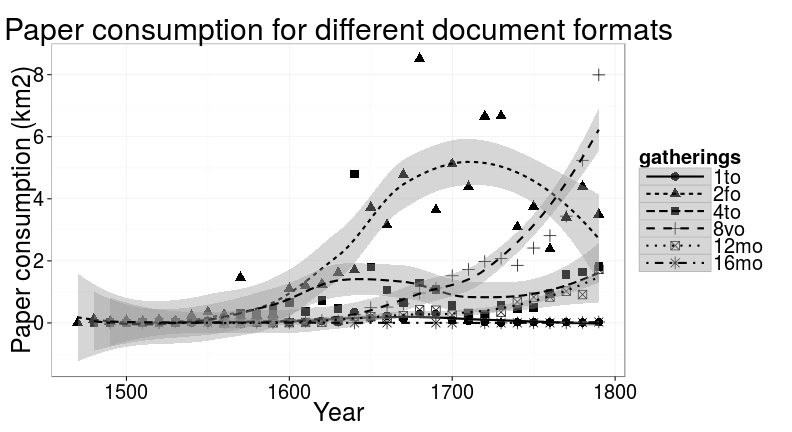 Paper consumption for different document formats
Paper consumption (km2)
8
6
4
2
0
1500 1600 1700 1800
Year
gatherings
1to
2fo
4to
8vo
12mo
16mo